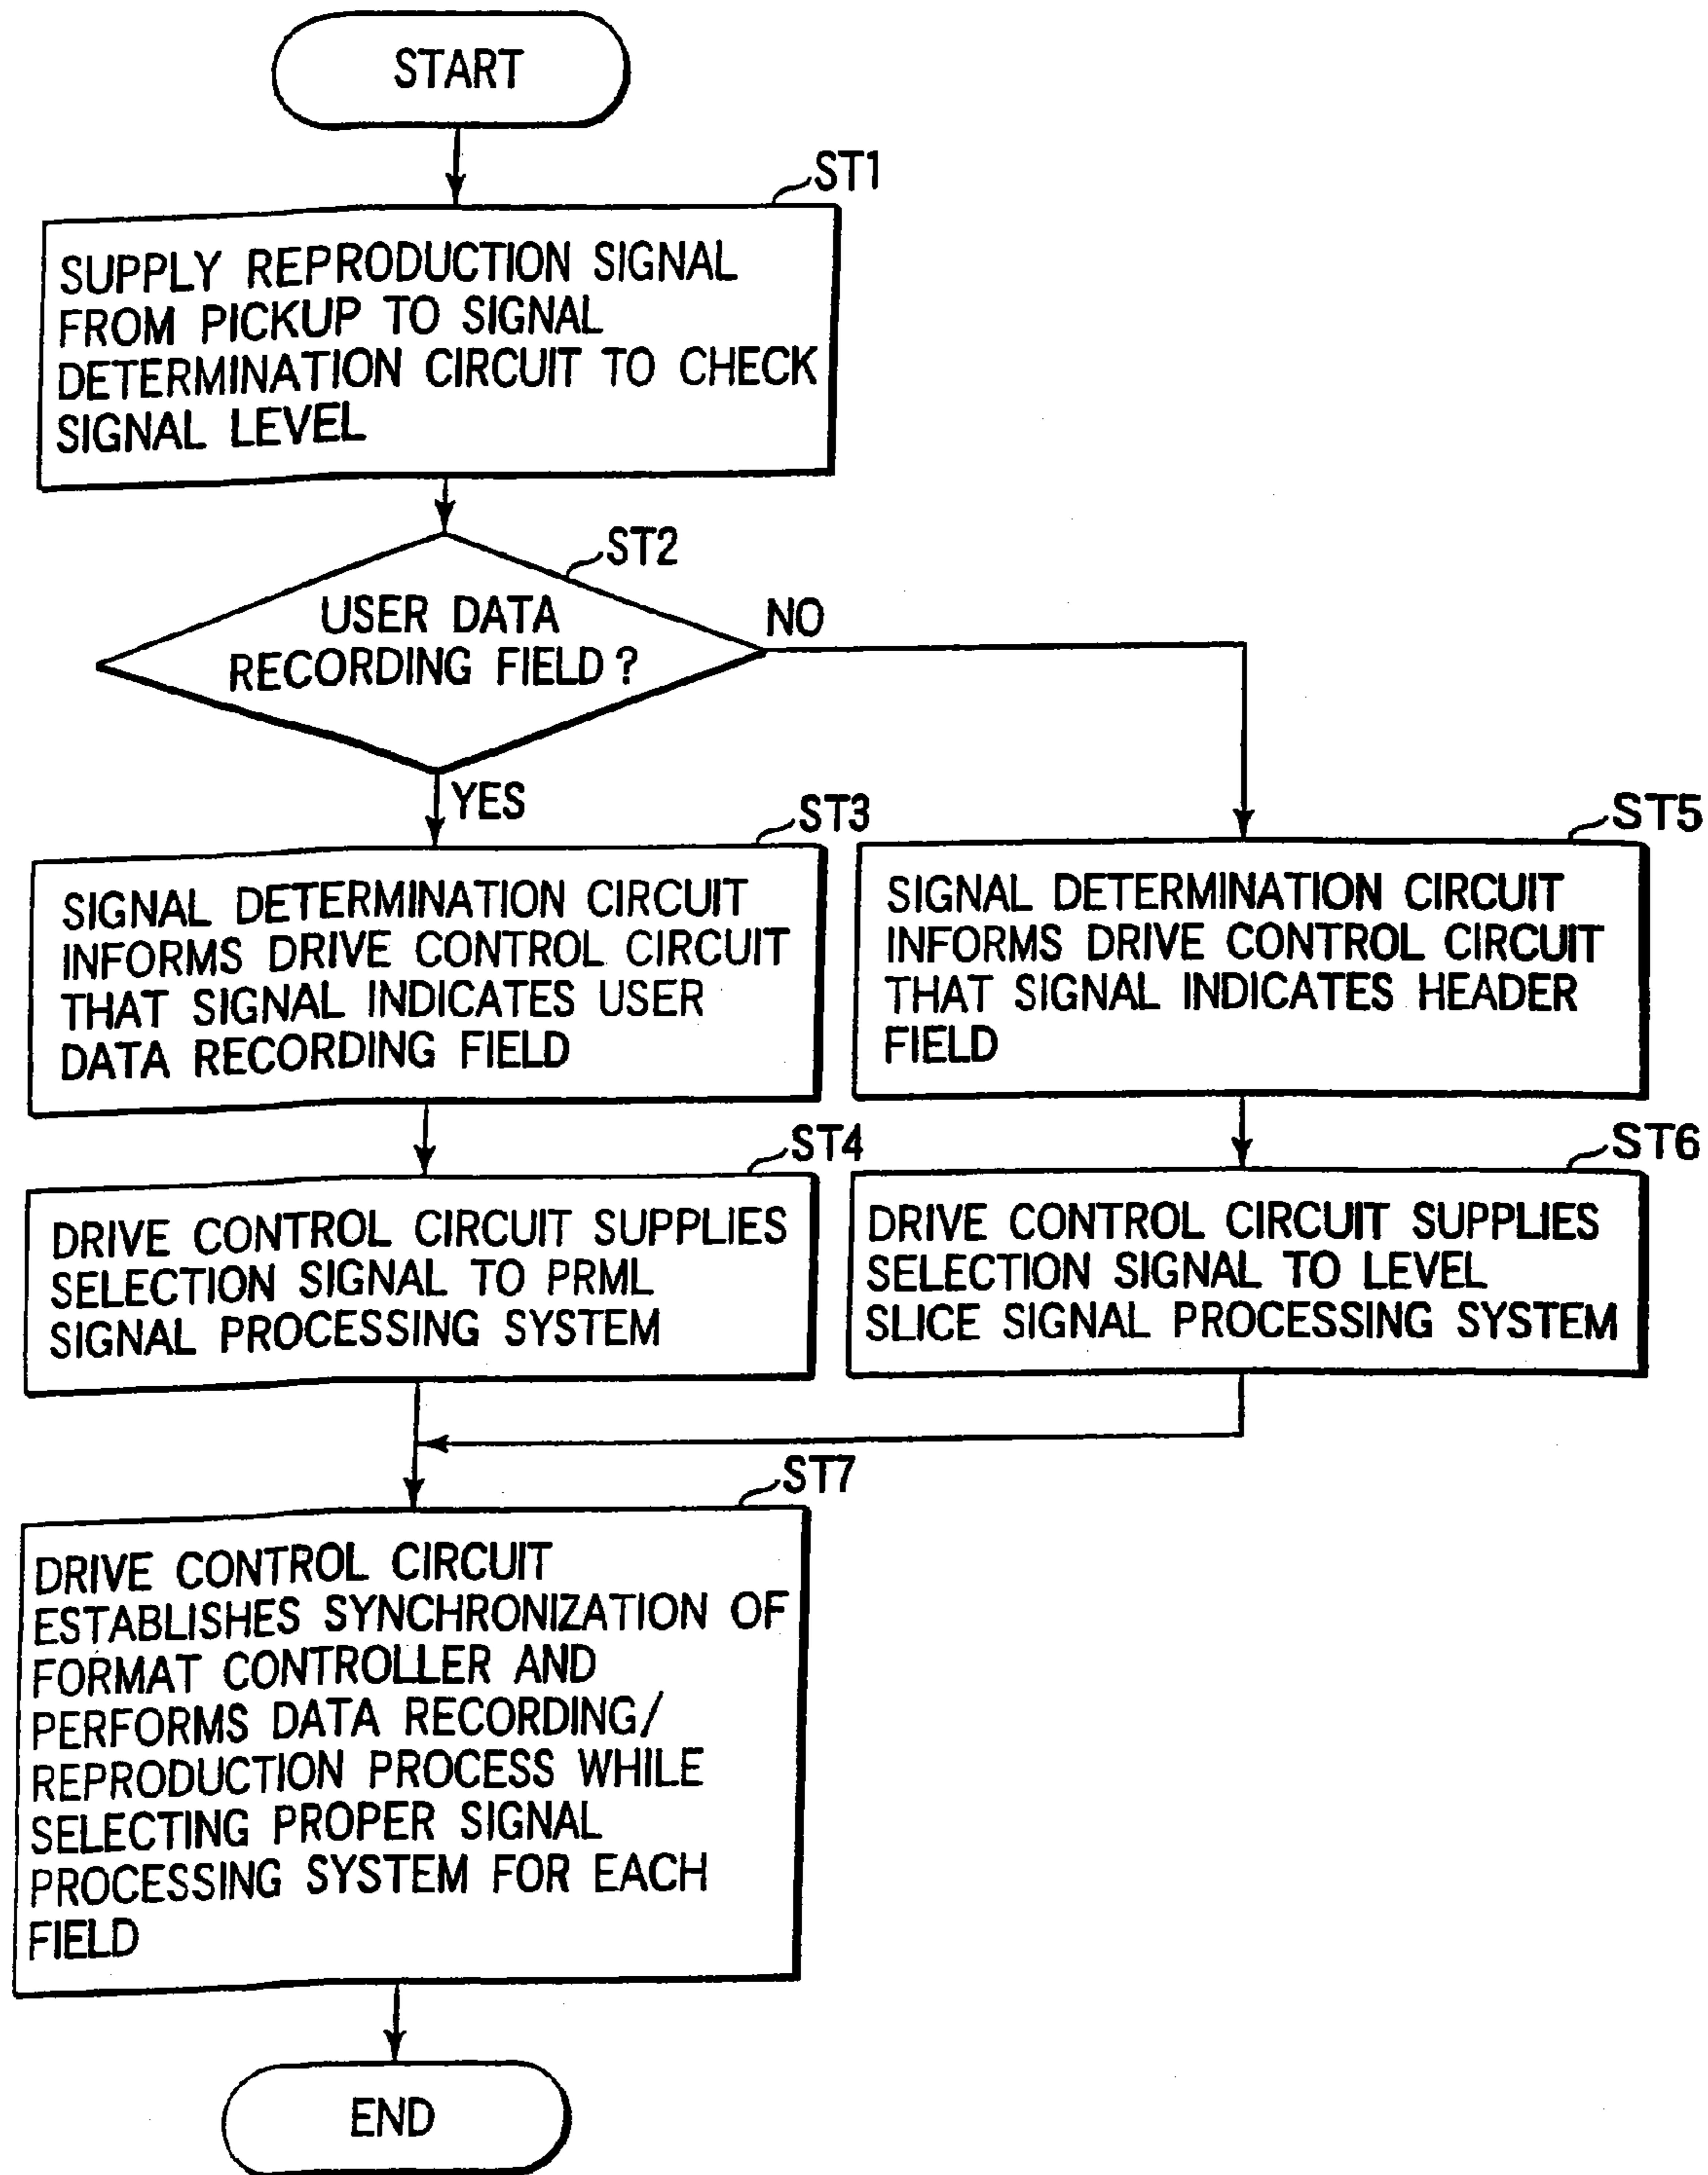 START
ST1
SUPPLY REPRODUCTION SIGNAL
FROM PICKUP TO SIGNAL
DETERMINATION CIRCUIT TO CHECK
SIGNAL LEVEL
ST2
USER DATA
RECORDING FIELD?
NO
YES
ST3
SIGNAL DETERMINATION CIRCUIT
INFORMS DRIVE CONTROL CIRCUIT
THAT SIGNAL INDICATES USER
DATA RECORDING FIELD
ST5
SIGNAL DETERMINATION CIRCUIT
INFORMS DRIVE CONTROL CIRCUIT
THAT SIGNAL INDICATES HEADER
FIELD
ST4
DRIVE CONTROL CIRCUIT SUPPLIES
SELECTION SIGNAL TO PRML
SIGNAL PROCESSING SYSTEM
ST6
DRIVE CONTROL CIRCUIT SUPPLIES
SELECTION SIGNAL TO LEVEL
SLICE SIGNAL PROCESSING SYSTEM
ST7
DRIVE CONTROL CIRCUIT
ESTABLISHES SYNCHRONIZATION OF
FORMAT CONTROLLER AND
PERFORMS DATA RECORDING/
REPRODUCTION PROCESS WHILE
SELECTING PROPER SIGNAL
PROCESSING SYSTEM FOR EACH
FIELD
END